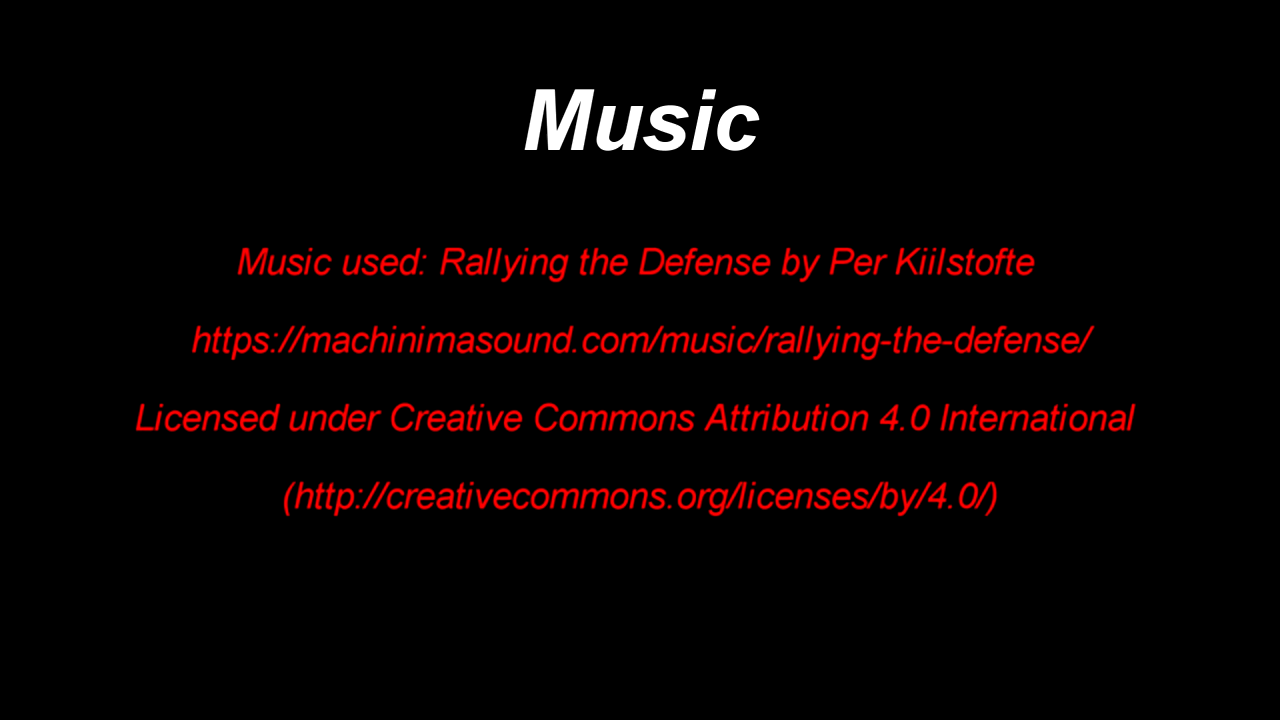 Music
Music used: Rallying the Defense by Per Kiilstofte
https://machinimasound.com/music/rallying-the-defense/
Licensed under Creative Commons Attribution 4.0 International
(http://creativecommons.org/licenses/by/4.0/)